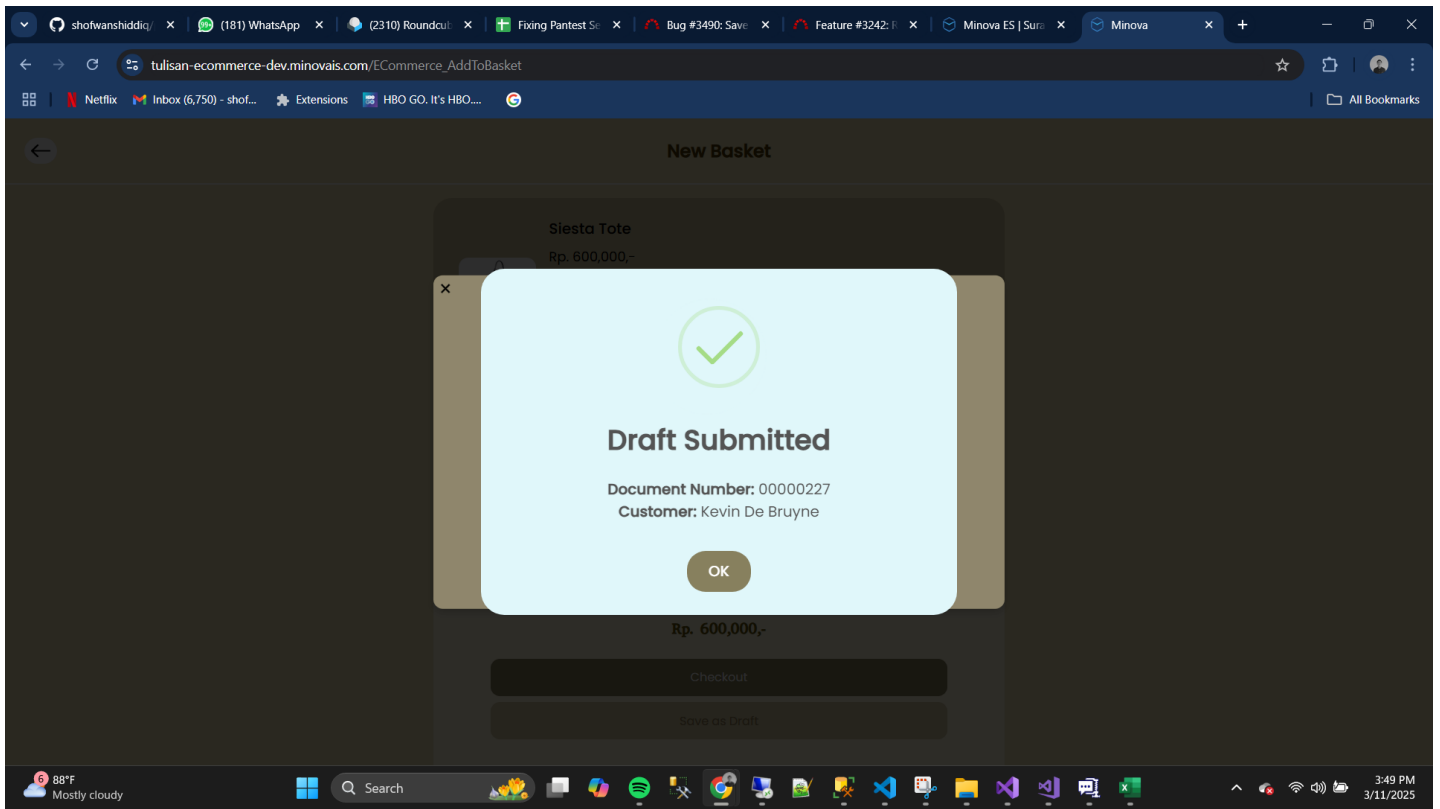 shofwanshiddiq/
(181) WhatsApp
(2310) Roundcub
Fixing Pantest Se
Bug #3490: Save
Feature #3242: R
Minova ES | Sura
Minova
tulisan-ecommerce-dev.minovais.com/ECommerce_AddToBasket
Netflix
Inbox (6,750) - shof...
Extensions
HBO GO. It's HBO....
All Bookmarks
New Basket
Siesta Tote
Rp. 600,000,-
Draft Submitted
Document Number: 00000227
Customer: Kevin De Bruyne
OK
Rp. 600,000,-
Checkout
Save as Draft
6
88°F
Mostly cloudy
Search
3:49 PM
3/11/2025